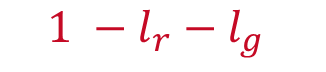 1 − l_r − l_g